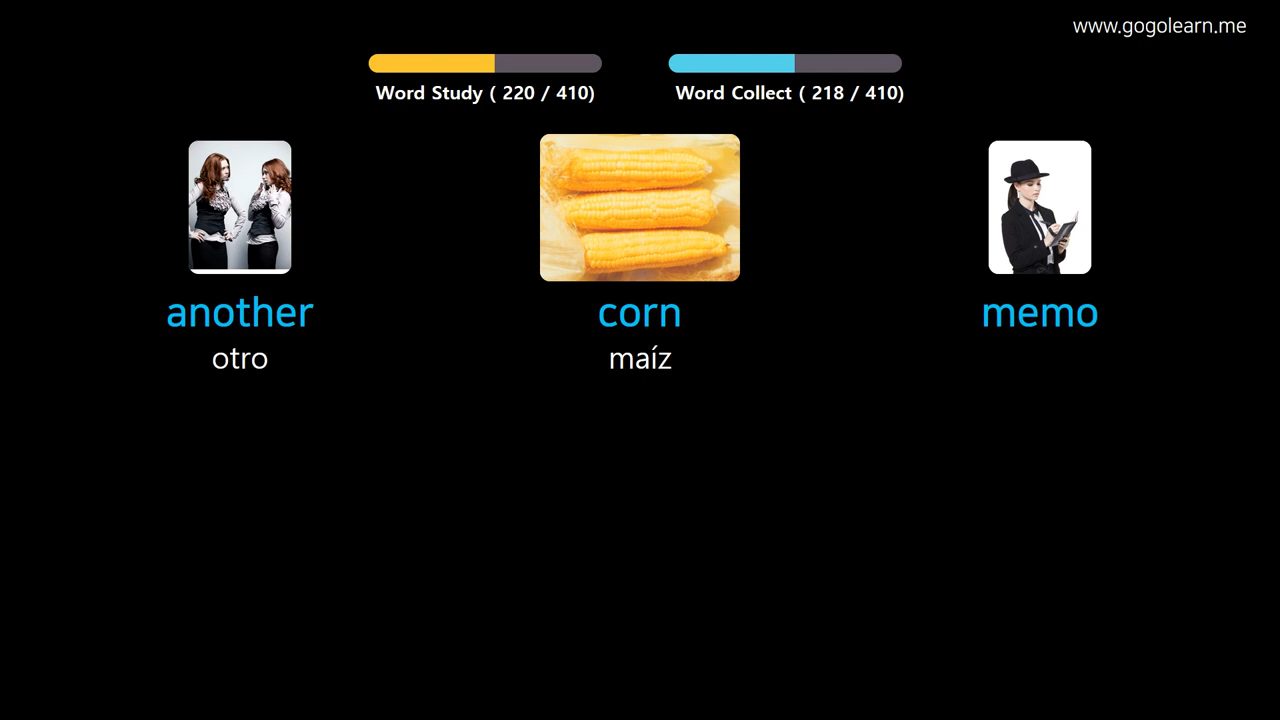 www.gogolearn.me
Word Study ( 220 / 410)
Word Collect ( 218 / 410)
another
corn
memo
otro
maíz